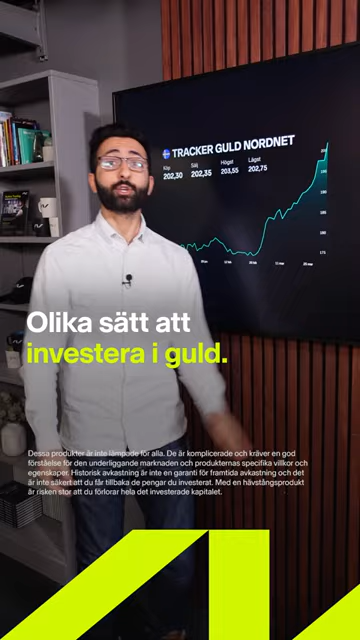 TRACKER GULD NORDNET
Köp Sälj Högst Lägst
202,30 202,35 203,55 202,75
Olika sätt att
investera i guld.
Dessa produkter är inte lämpade för alla. De är komplicerade och kräver en god
förståelse för den underliggande marknaden och produkternas specifika villkor och
egenskaper. Historisk avkastning är inte en garanti för framtida avkastning och det
är inte säkert att du får tillbaka de pengar du investerat. Med en hävstångsprodukt
är risken stor att du förlorar hela det investerade kapitalet.